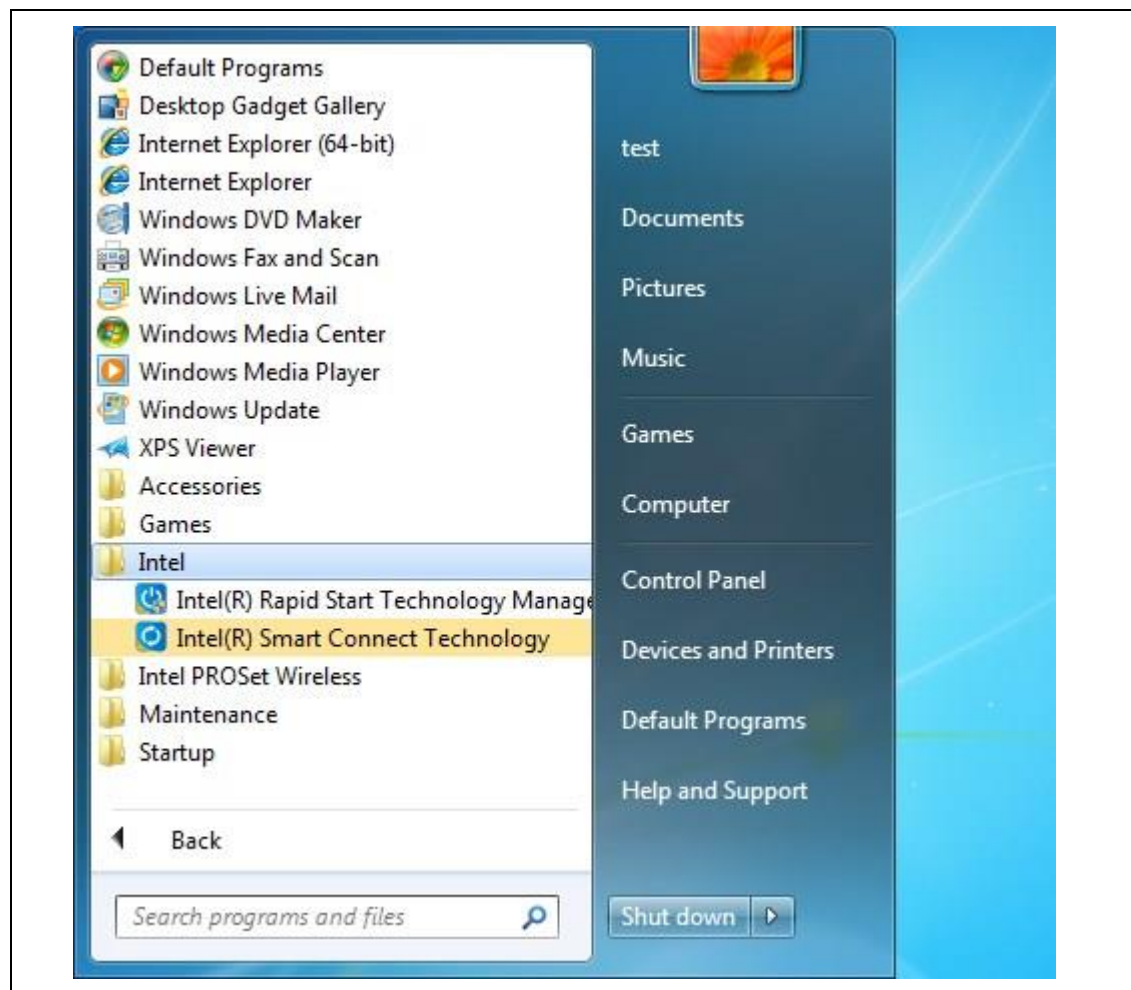 Default Programs
Desktop Gadget Gallery
Internet Explorer (64-bit)
Internet Explorer
Windows DVD Maker
Windows Fax and Scan
Windows Live Mail
Windows Media Center
Windows Media Player
Windows Update
XPS Viewer
Accessories
Games
Intel
Intel(R) Rapid Start Technology Manage
Intel(R) Smart Connect Technology
Intel PROSet Wireless
Maintenance
Startup
Back
Search programs and files
test
Documents
Pictures
Music
Games
Computer
Control Panel
Devices and Printers
Default Programs
Help and Support
Shut down